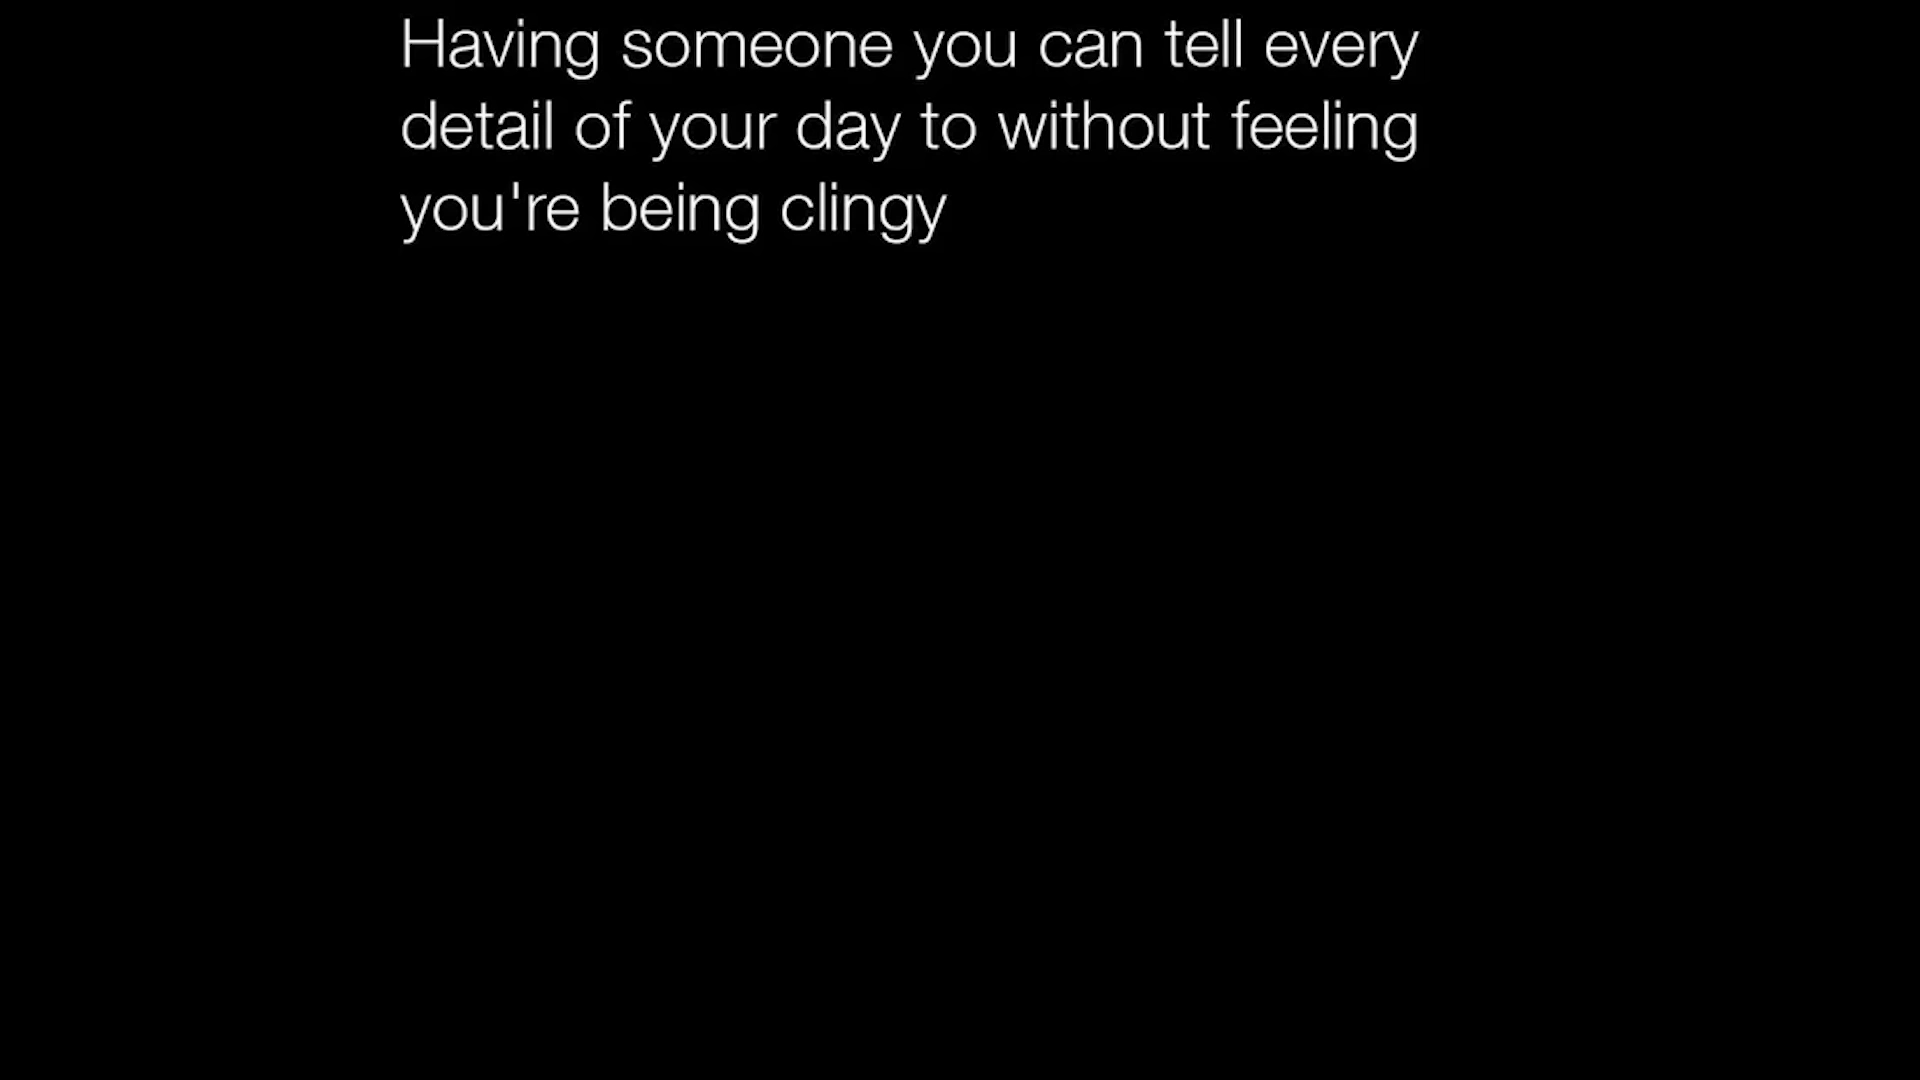 Having someone you can tell every
detail of your day to without feeling
you're being clingy